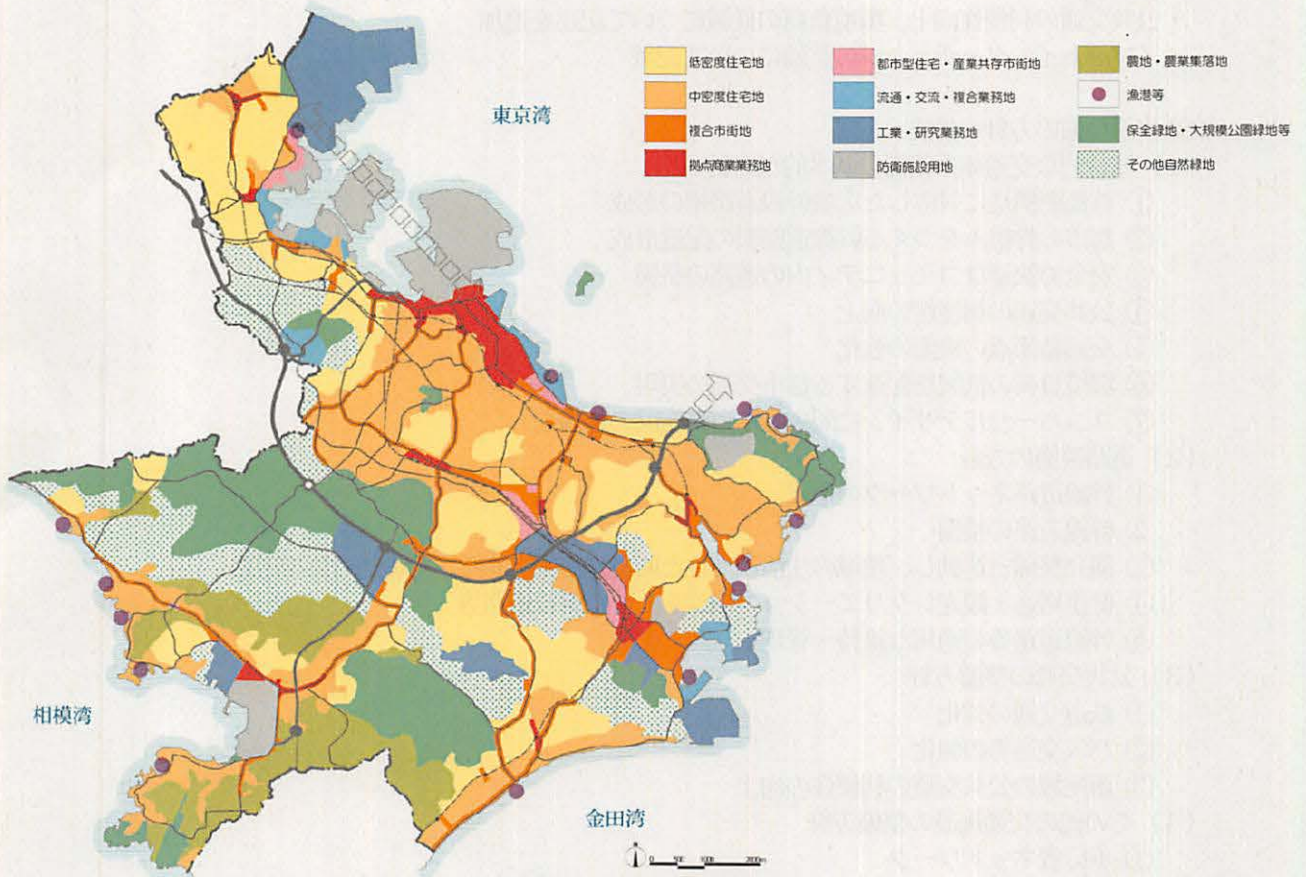 低密度住宅地
中密度住宅地
複合市街地
拠点商業業務地
都市型住宅・産業共存市街地
流通・交流・複合業務地
工業・研究業務地
防衛施設用地
農地・農業集落地
漁港等
保全緑地・大規模公園緑地等
その他自然緑地
東京湾
相模湾
金田湾
0 500 1000 2000m